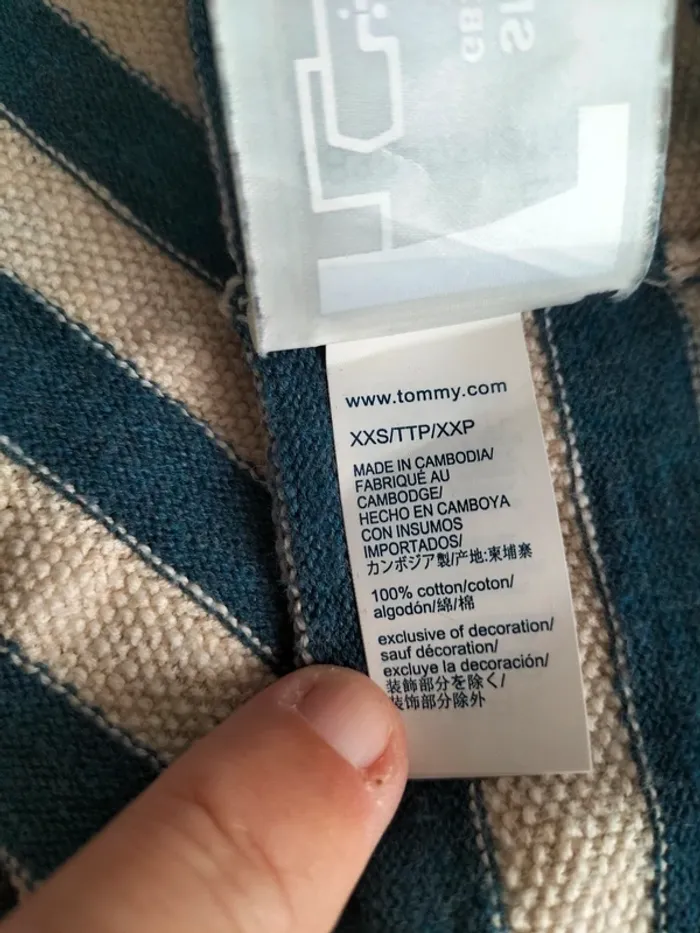 www.tommy.com
XXS/TTP/XXP
MADE IN CAMBODIA/
FABRIQUÉ AU
CAMBODGE/
HECHO EN CAMBOYA
CON INSUMOS
IMPORTADOS/
カンボジア製/产地:柬埔寨
100% cotton/coton/
algodón/綿/棉
exclusive of decoration/
sauf décoration/
excluye la decoración/
装飾部分を除く/
装饰部分除外